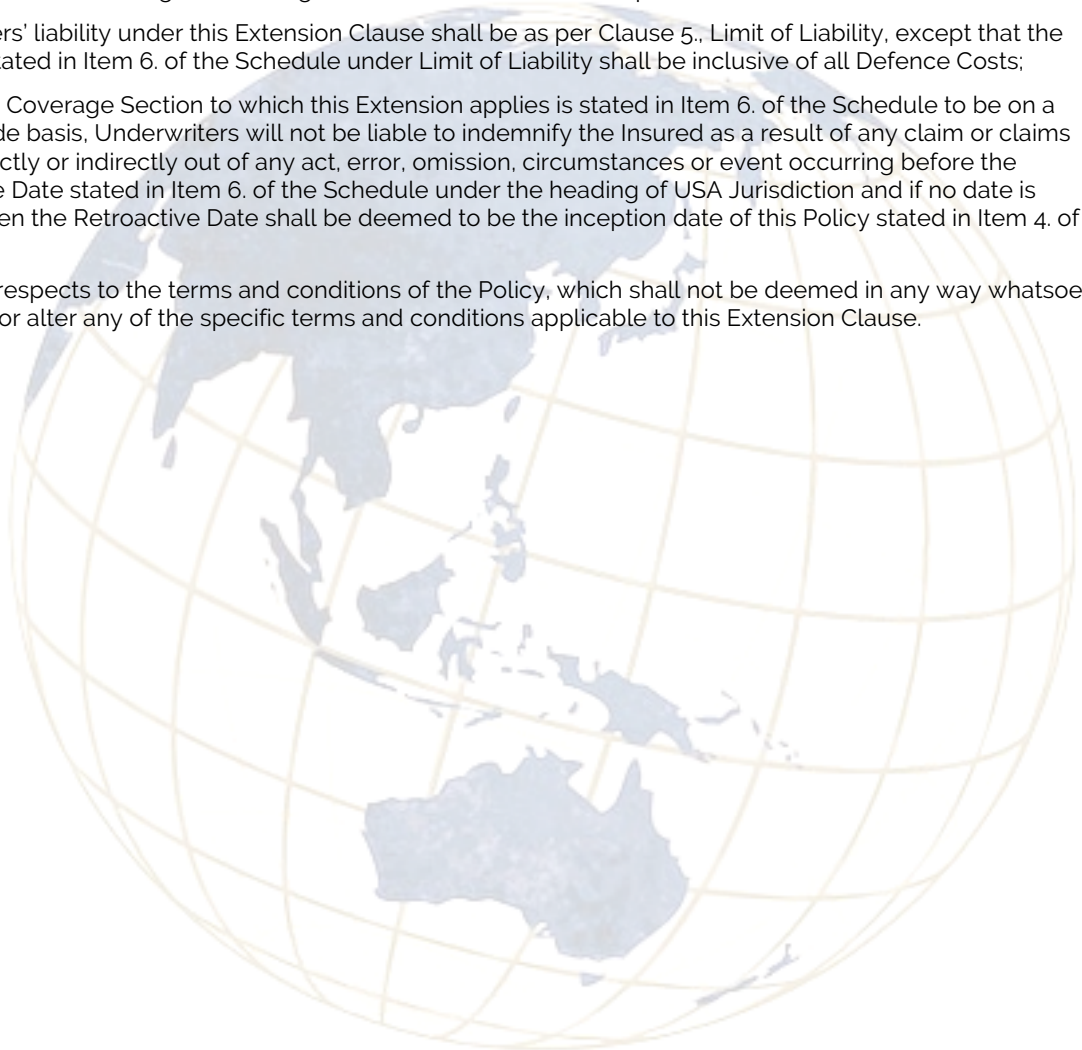 ers' liability under this Extension Clause shall be as per Clause 5., Limit of Liability, except that the
tated in Item 6. of the Schedule under Limit of Liability shall be inclusive of all Defence Costs;
Coverage Section to which this Extension applies is stated in Item 6. of the Schedule to be on a
de basis, Underwriters will not be liable to indemnify the Insured as a result of any claim or claims
ctly or indirectly out of any act, error, omission, circumstances or event occurring before the
e Date stated in Item 6. of the Schedule under the heading of USA Jurisdiction and if no date is
en the Retroactive Date shall be deemed to be the inception date of this Policy stated in Item 4. of
respects to the terms and conditions of the Policy, which shall not be deemed in any way whatsoe
or alter any of the specific terms and conditions applicable to this Extension Clause.